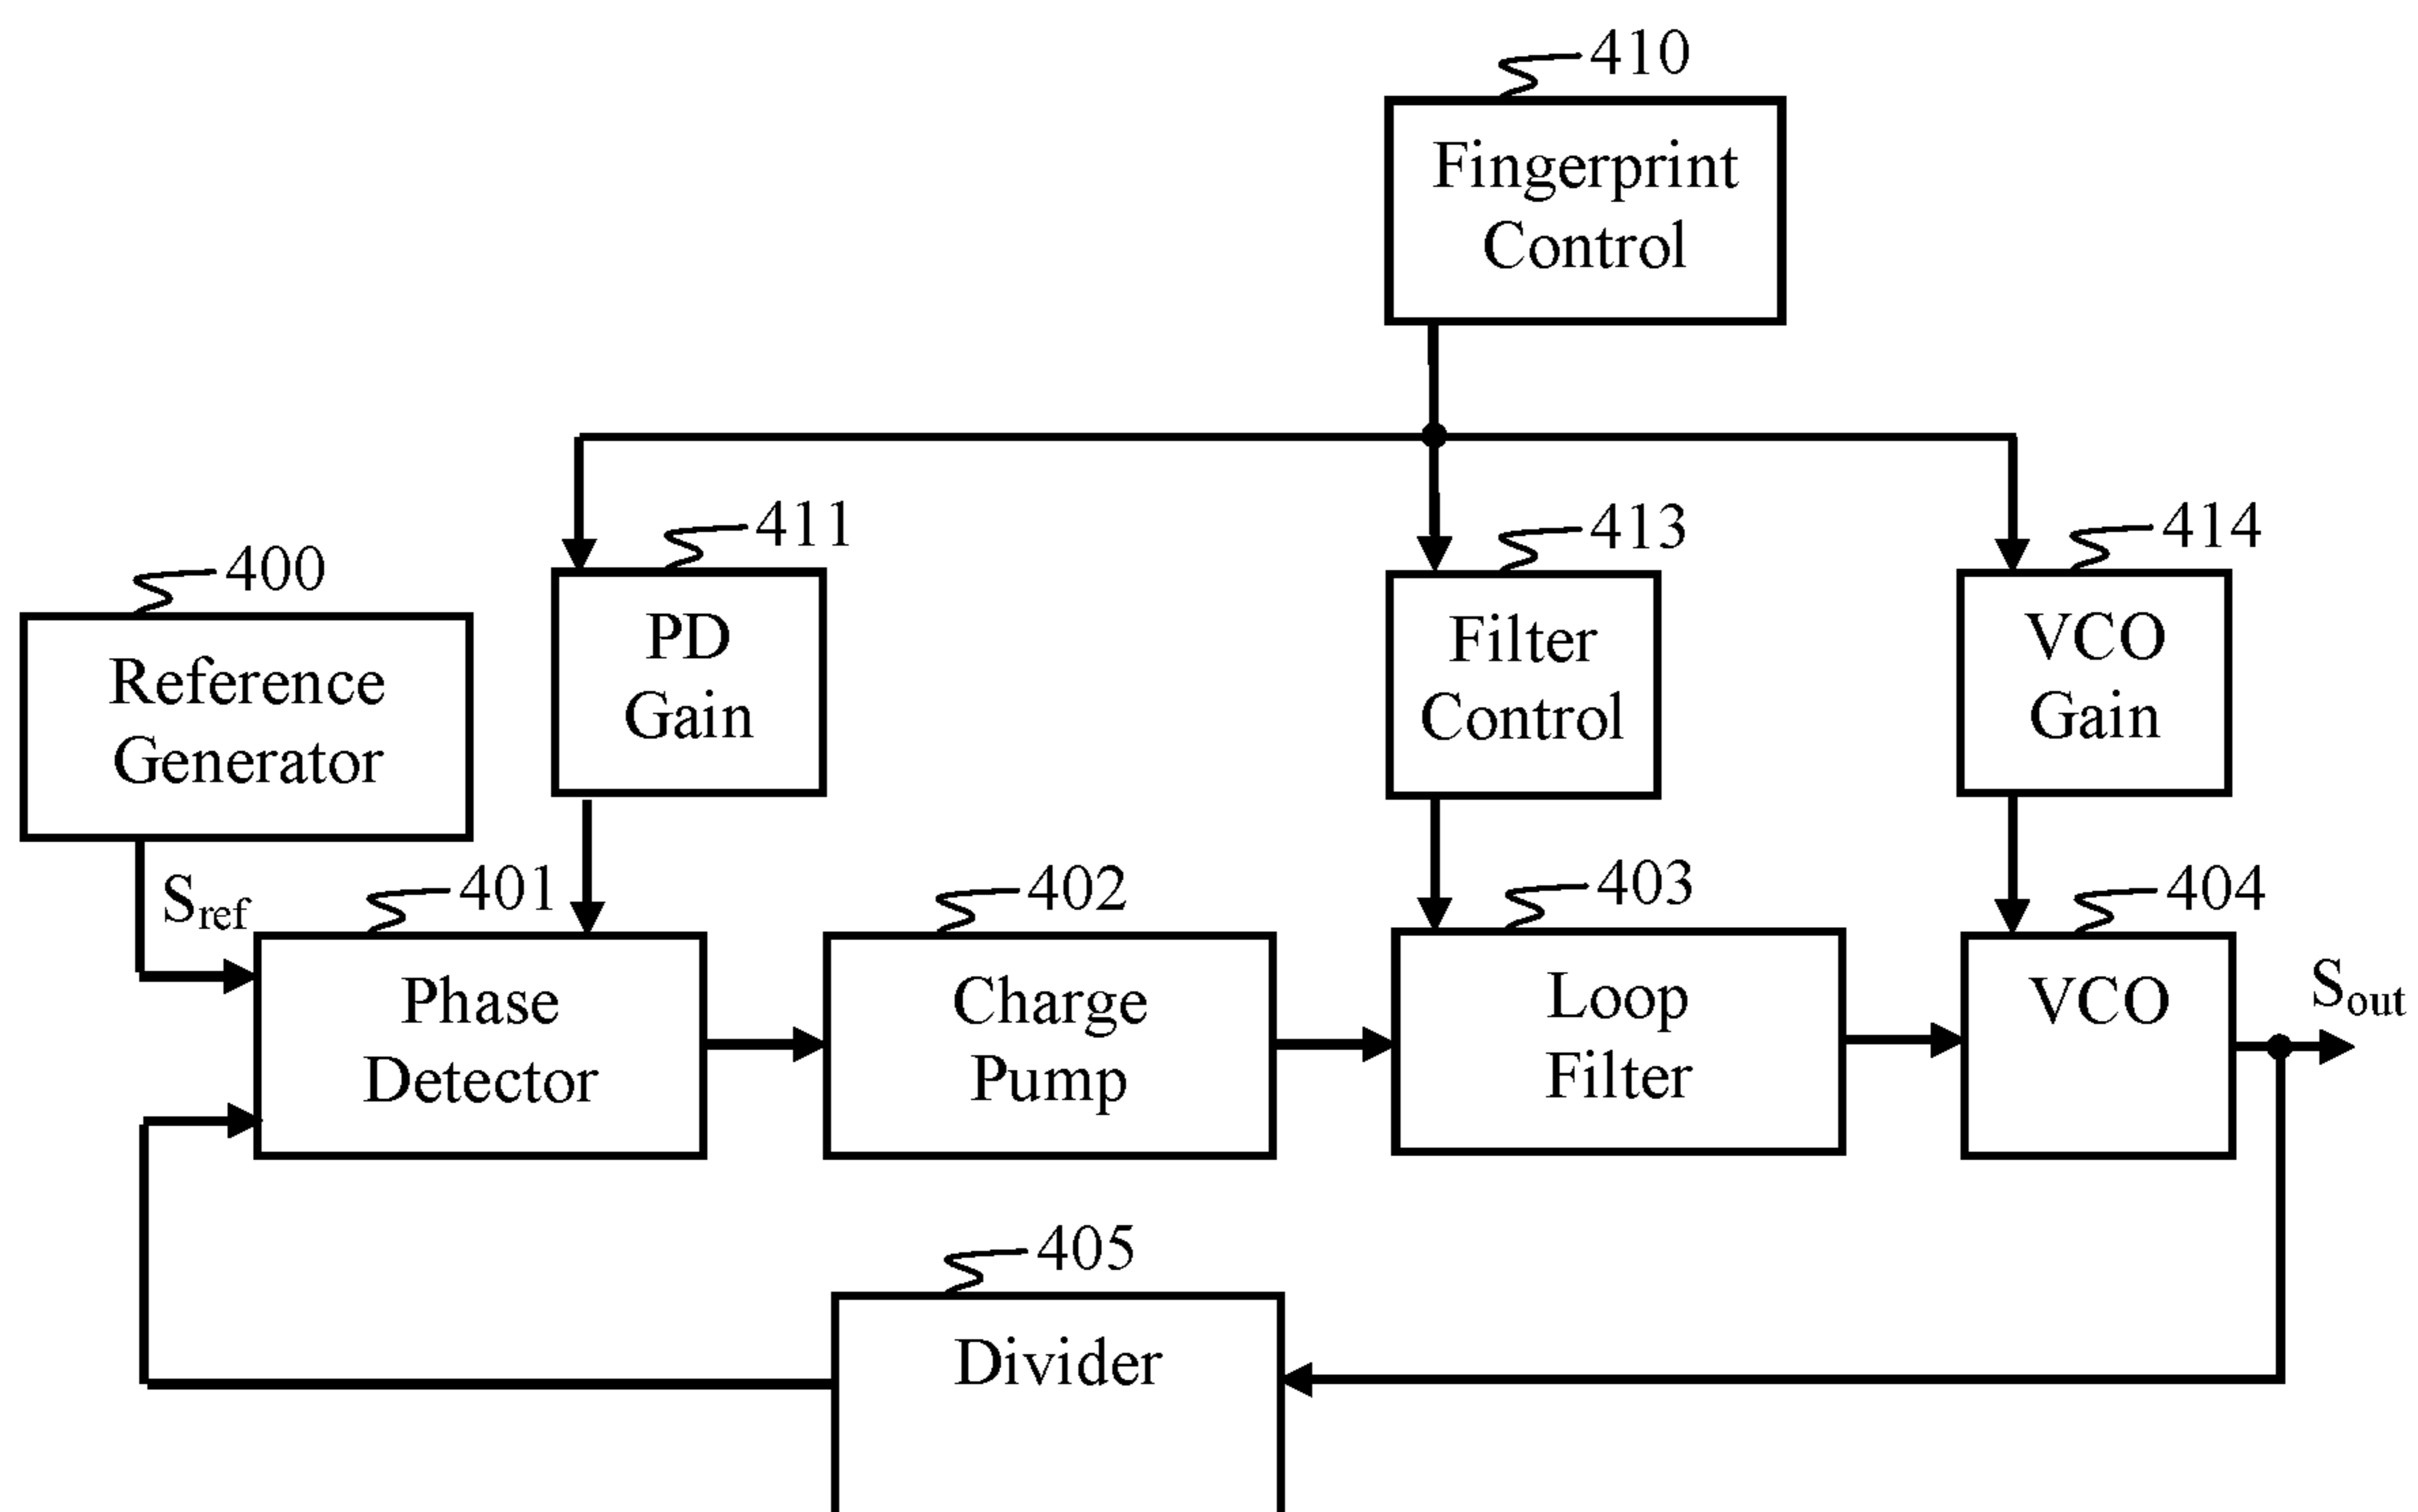 410
Fingerprint
Control
411
413
414
400
PD
Gain
Filter
Control
VCO
Gain
Reference
Generator
Sref
401
402
403
404
Phase
Detector
Charge
Pump
Loop
Filter
VCO
Sout
405
Divider